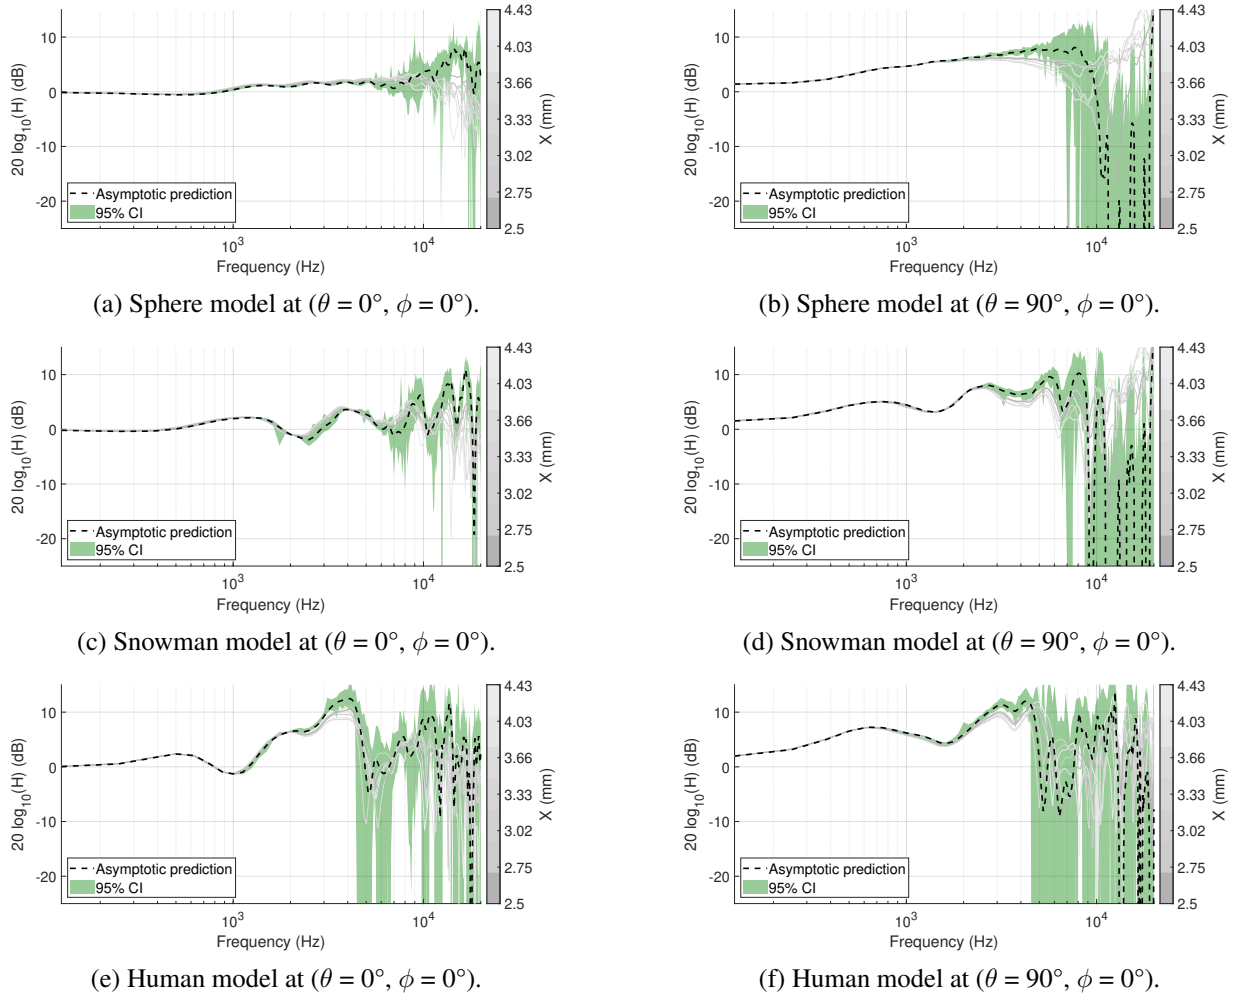 10
0
-10
-20
20 log10(H) (dB)
Asymptotic prediction
95% CI
10^3
10^4
Frequency (Hz)
4.43
4.03
3.66
3.33
3.02
2.75
2.5
X (mm)
(a) Sphere model at (θ = 0°, ϕ = 0°).
10
0
-10
-20
20 log10(H) (dB)
Asymptotic prediction
95% CI
10^3
10^4
Frequency (Hz)
4.43
4.03
3.66
3.33
3.02
2.75
2.5
X (mm)
(b) Sphere model at (θ = 90°, ϕ = 0°).
10
0
-10
-20
20 log10(H) (dB)
Asymptotic prediction
95% CI
10^3
10^4
Frequency (Hz)
4.43
4.03
3.66
3.33
3.02
2.75
2.5
X (mm)
(c) Snowman model at (θ = 0°, ϕ = 0°).
10
0
-10
-20
20 log10(H) (dB)
Asymptotic prediction
95% CI
10^3
10^4
Frequency (Hz)
4.43
4.03
3.66
3.33
3.02
2.75
2.5
X (mm)
(d) Snowman model at (θ = 90°, ϕ = 0°).
10
0
-10
-20
20 log10(H) (dB)
Asymptotic prediction
95% CI
10^3
10^4
Frequency (Hz)
4.43
4.03
3.66
3.33
3.02
2.75
2.5
X (mm)
(e) Human model at (θ = 0°, ϕ = 0°).
10
0
-10
-20
20 log10(H) (dB)
Asymptotic prediction
95% CI
10^3
10^4
Frequency (Hz)
4.43
4.03
3.66
3.33
3.02
2.75
2.5
X (mm)
(f) Human model at (θ = 90°, ϕ = 0°).